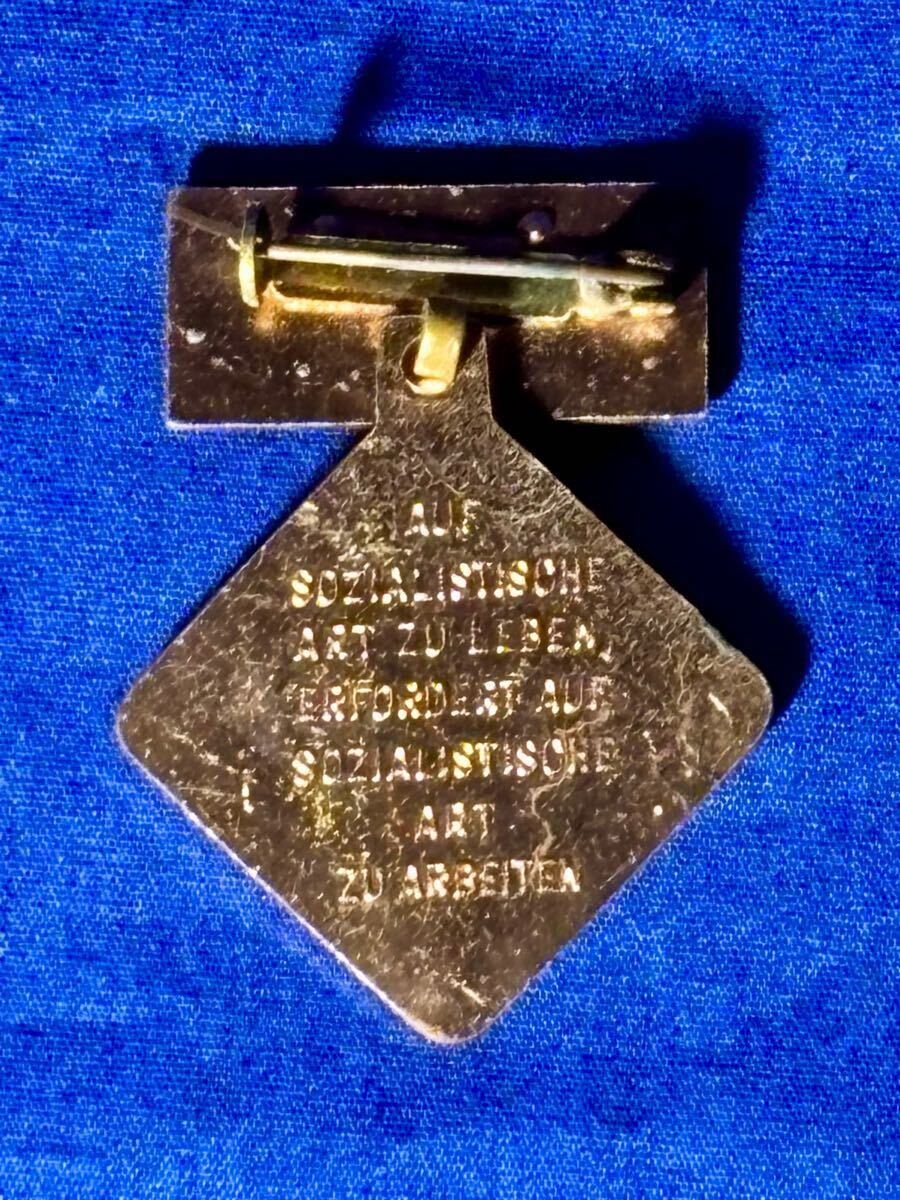 AUF
SOZIALISTISCHE
ART ZU LEBEN,
ERFORDERT AUF
SOZIALISTISCHE
ART
ZU ARBEITEN